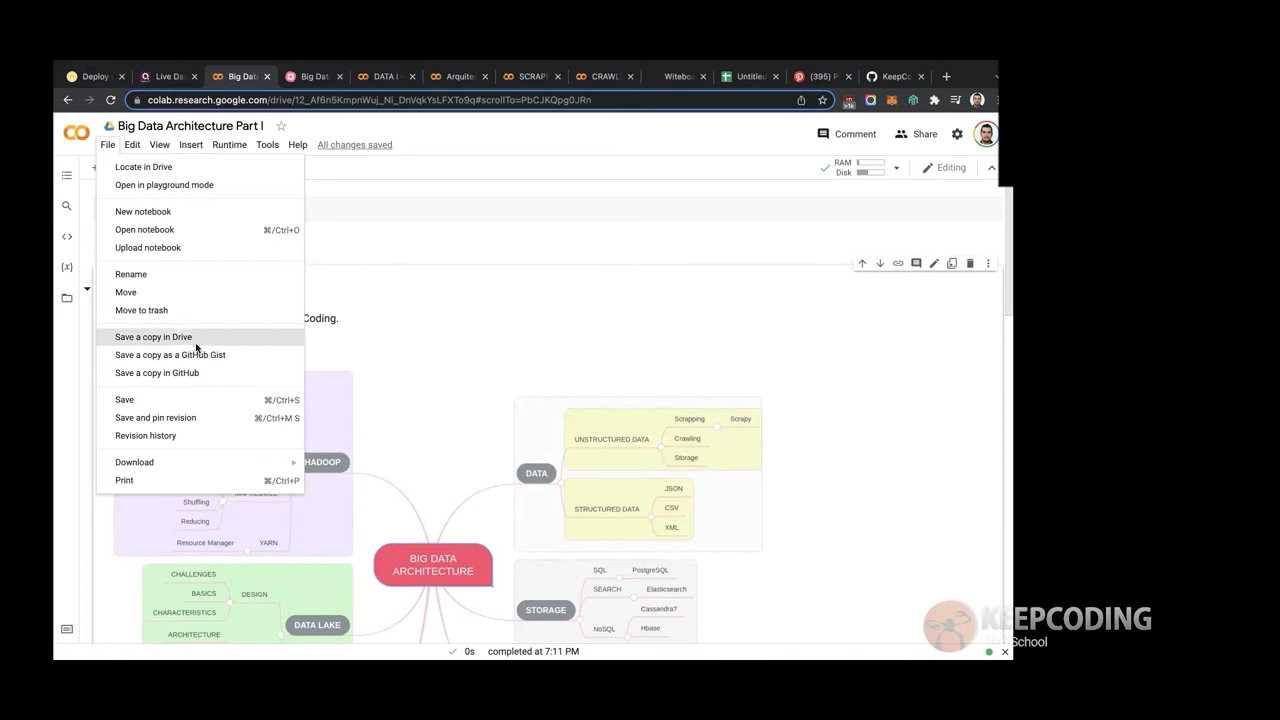 Deploy
Live Da
Big Dat
Big Dat
DATA I
Arquitec
SCRAPI
CRAWL
Witebo
Untitled
(395) P
KeepCo
colab.research.google.com/drive/12_Af6n5KmpnWuj_Ni_DnVqkYsLFXTo9q#scrollTo=PbCJKQpg0JRn
Big Data Architecture Part I
File Edit View Insert Runtime Tools Help All changes saved
Comment Share
RAM
Disk
Editing
Locate in Drive
Open in playground mode
New notebook
Open notebook ⌘/Ctrl+O
Upload notebook
Rename
Move
Move to trash
Save a copy in Drive
Save a copy as a GitHub Gist
Save a copy in GitHub
Save ⌘/Ctrl+S
Save and pin revision ⌘/Ctrl+M S
Revision history
Download
Print ⌘/Ctrl+P
Coding.
HADOOP
Shuffling
Reducing
Resource Manager YARN
BIG DATA
ARCHITECTURE
CHALLENGES
BASICS
CHARACTERISTICS
ARCHITECTURE
DESIGN
DATA LAKE
DATA
UNSTRUCTURED DATA
Scrapping Scrapy
Crawling
Storage
STRUCTURED DATA
JSON
CSV
XML
STORAGE
SQL PostgreSQL
SEARCH Elasticsearch
NoSQL
Cassandra?
Hbase
0s completed at 7:11 PM
KEEPCODING
School